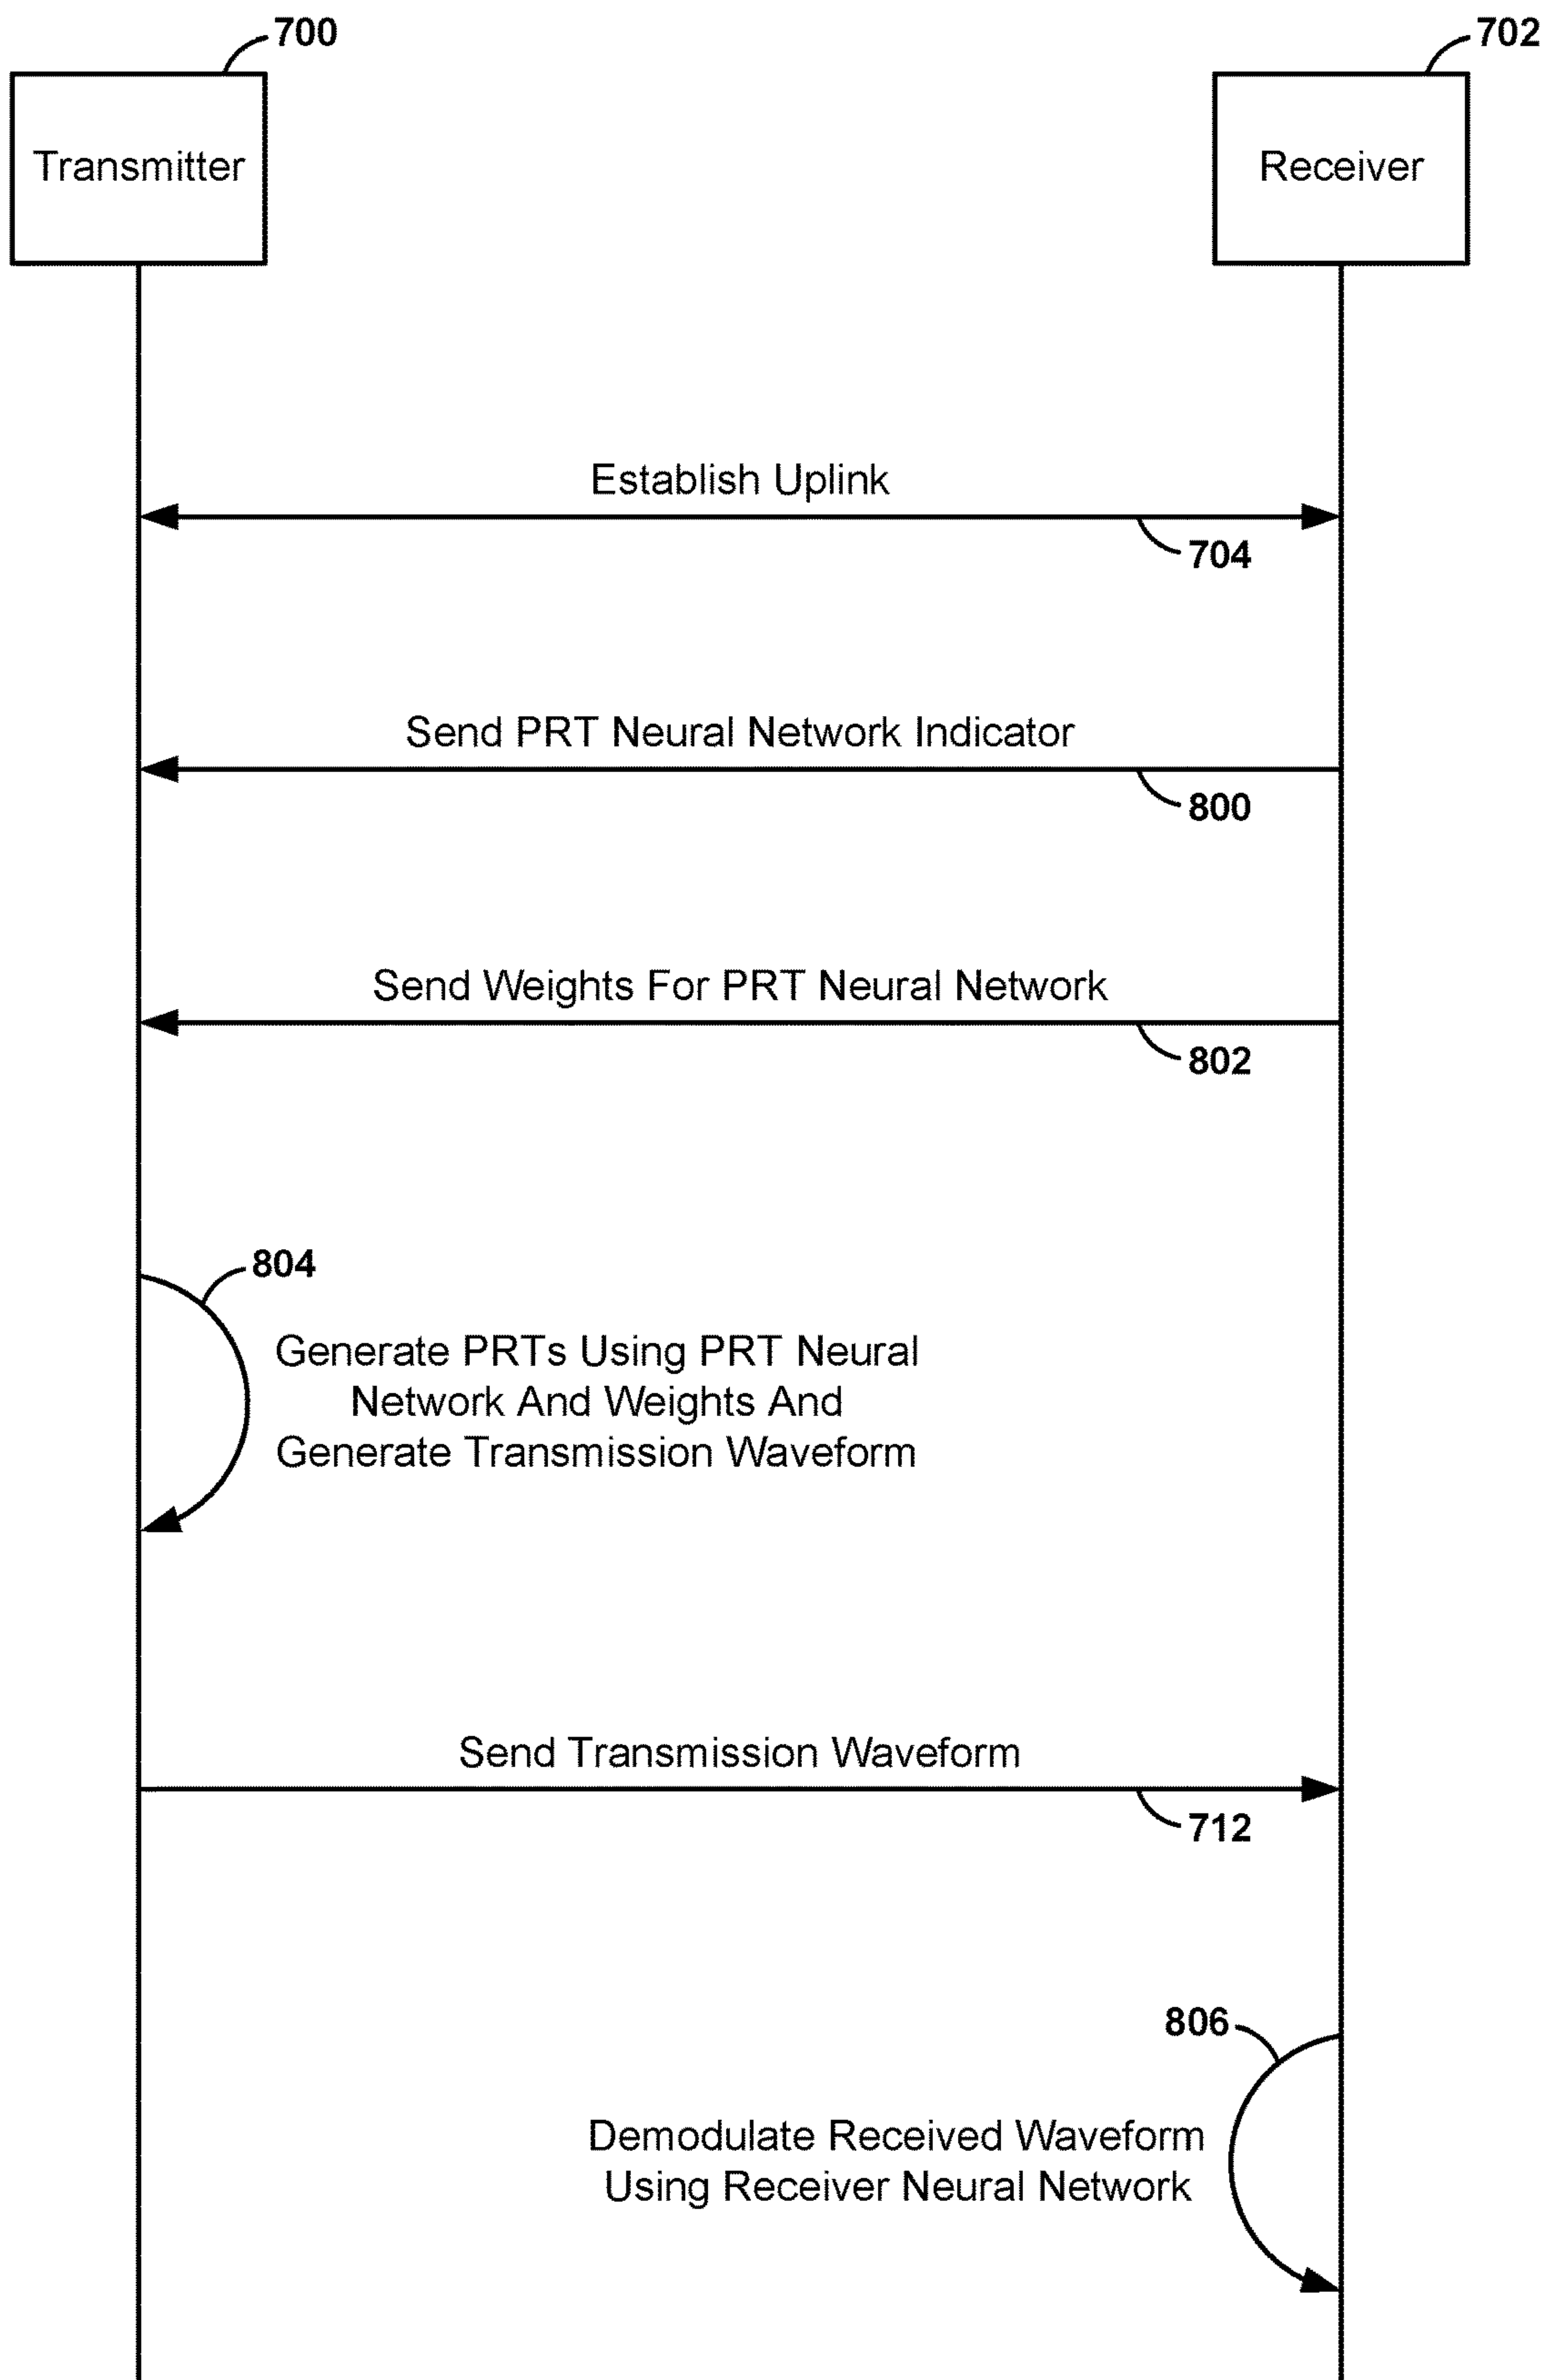 700
702
Transmitter
Receiver
Establish Uplink
704
Send PRT Neural Network Indicator
800
Send Weights For PRT Neural Network
802
804
Generate PRTs Using PRT Neural
Network And Weights And
Generate Transmission Waveform
Send Transmission Waveform
712
806
Demodulate Received Waveform
Using Receiver Neural Network